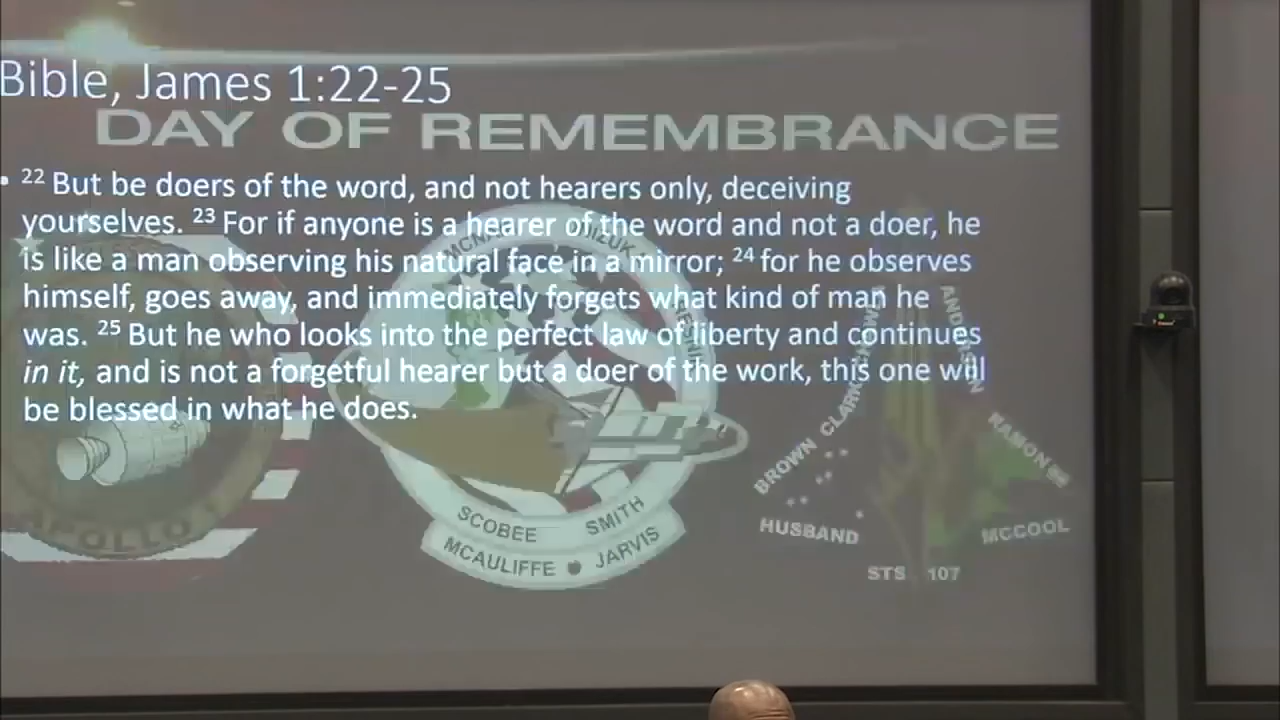 Bible, James 1:22-25
DAY OF REMEMBRANCE
• 22 But be doers of the word, and not hearers only, deceiving
yourselves. 23 For if anyone is a hearer of the word and not a doer, he
is like a man observing his natural face in a mirror; 24 for he observes
himself, goes away, and immediately forgets what kind of man he
was. 25 But he who looks into the perfect law of liberty and continues
in it, and is not a forgetful hearer but a doer of the work, this one will
be blessed in what he does.
APOLLO
SCOBEE SMITH
MCAULIFFE JARVIS
HUSBAND BROWN CLARK CHAWLA ANDERSON RAMON MCCOOL
STS 107